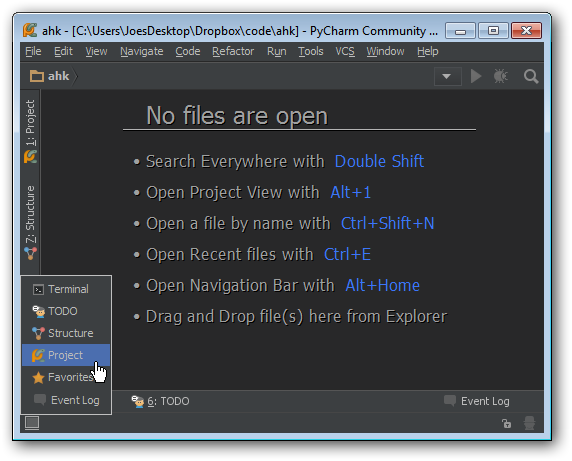 ahk - [C:\Users\JoesDesktop\Dropbox\code\ahk] - PyCharm Community ...
File Edit View Navigate Code Refactor Run Tools VCS Window Help
ahk
1: Project
Z: Structure
No files are open
• Search Everywhere with Double Shift
• Open Project View with Alt+1
• Open a file by name with Ctrl+Shift+N
• Open Recent files with Ctrl+E
• Open Navigation Bar with Alt+Home
• Drag and Drop file(s) here from Explorer
Terminal
TODO
Structure
Project
Favorites
Event Log
6: TODO
Event Log